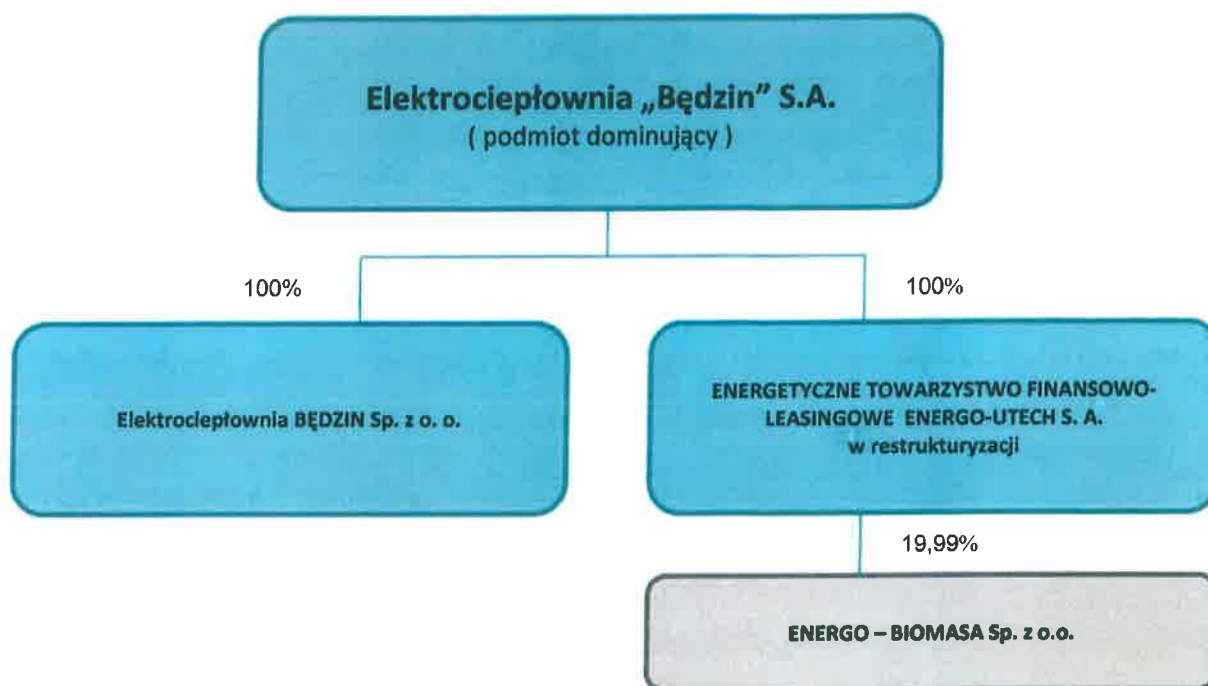 Elektrociepłownia „Będzin” S.A.
( podmiot dominujący )
100%
100%
Elektrociepłownia BĘDZIN Sp. z o. o.
ENERGETYCZNE TOWARZYSTWO FINANSOWO-
LEASINGOWE ENERGO-UTECH S. A.
w restrukturyzacji
19,99%
ENERGO – BIOMASA Sp. z o.o.